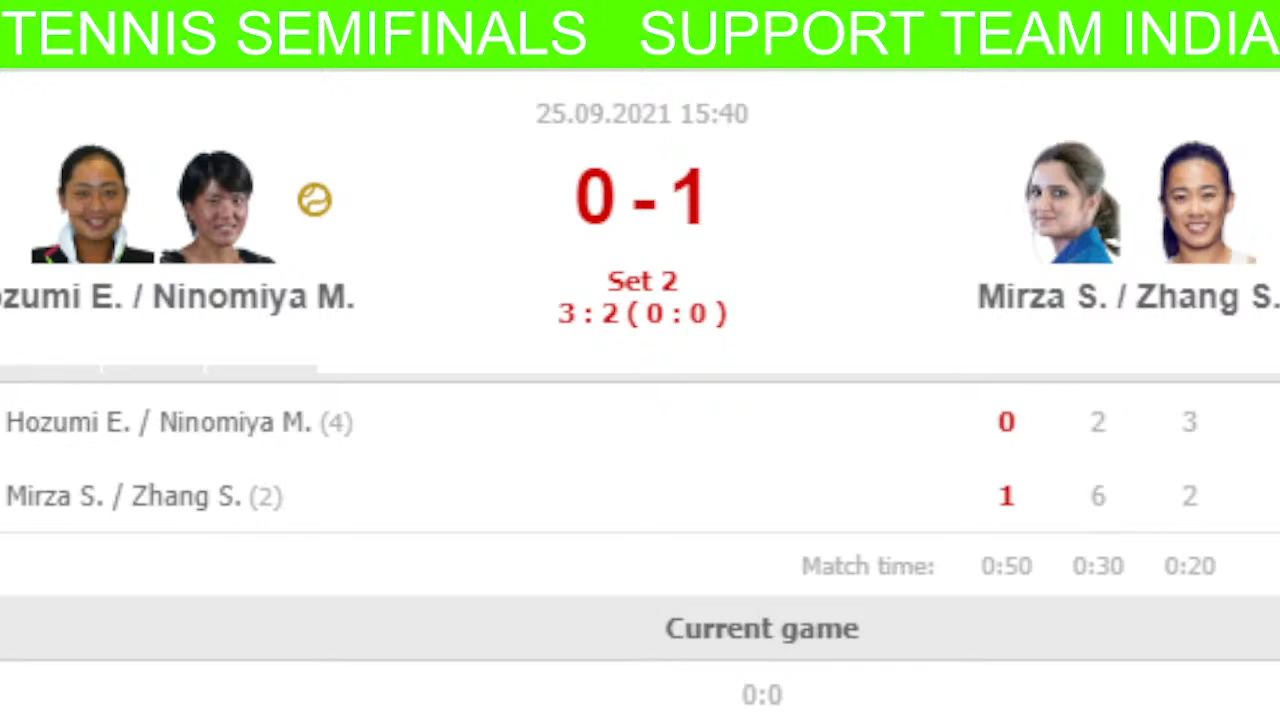 TENNIS SEMIFINALS SUPPORT TEAM INDIA
25.09.2021 15:40
0 - 1
Set 2
3 : 2 ( 0 : 0 )
ozumi E. / Ninomiya M.
Mirza S. / Zhang S.
Hozumi E. / Ninomiya M. (4) 0 2 3
Mirza S. / Zhang S. (2) 1 6 2
Match time: 0:50 0:30 0:20
Current game
0:0